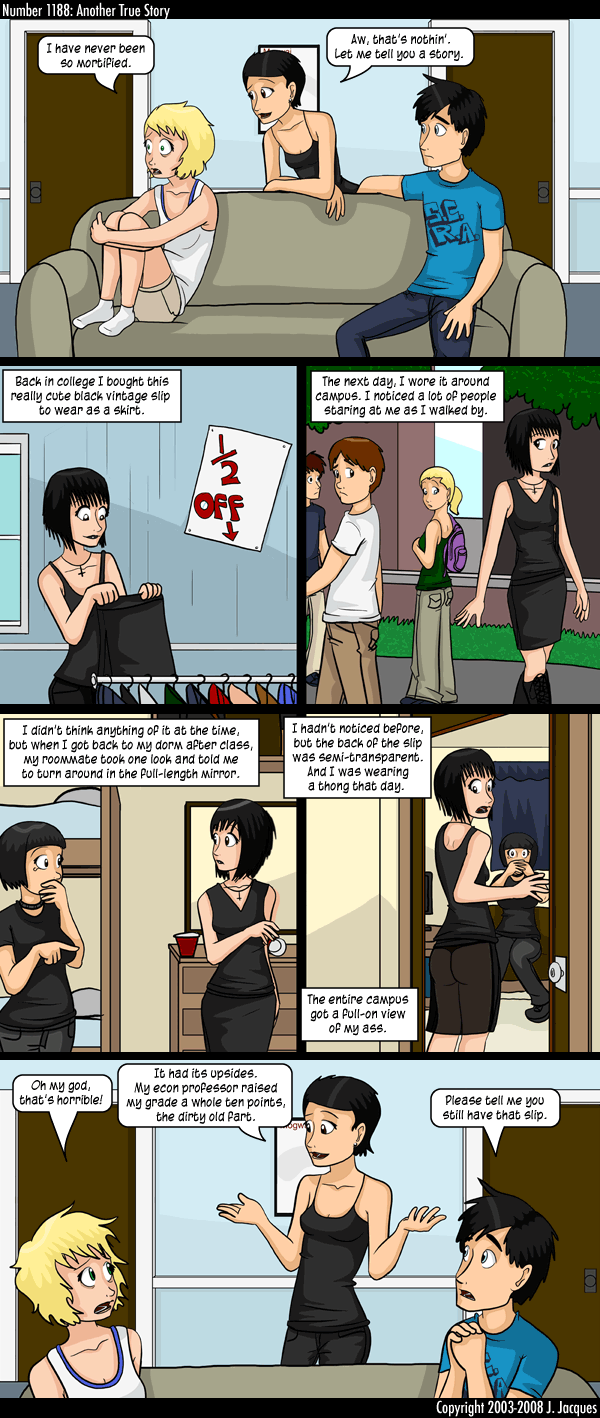 Number 1188: Another True Story
I have never been
so mortified.
Aw, that's nothin'.
Let me tell you a story.
S.C.
R.A.
Back in college I bought this
really cute black vintage slip
to wear as a skirt.
1/2
OFF
The next day, I wore it around
campus. I noticed a lot of people
staring at me as I walked by.
I didn't think anything of it at the time,
but when I got back to my dorm after class,
my roommate took one look and told me
to turn around in the full-length mirror.
I hadn't noticed before,
but the back of the slip
was semi-transparent.
And I was wearing
a thong that day.
The entire campus
got a full-on view
of my ass.
Oh my god,
that's horrible!
It had its upsides.
My econ professor raised
my grade a whole ten points,
the dirty old fart.
Please tell me you
still have that slip.
Copyright 2003-2008 J. Jacques